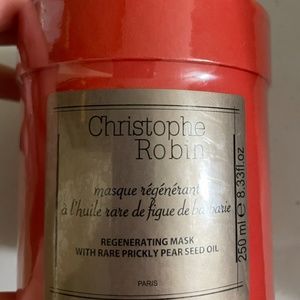 Christophe
Robin
masque régénérant
à l'huile rare de figue de barbarie
REGENERATING MASK
WITH RARE PRICKLY PEAR SEED OIL
PARIS
250 ml e 8.33fl.oz